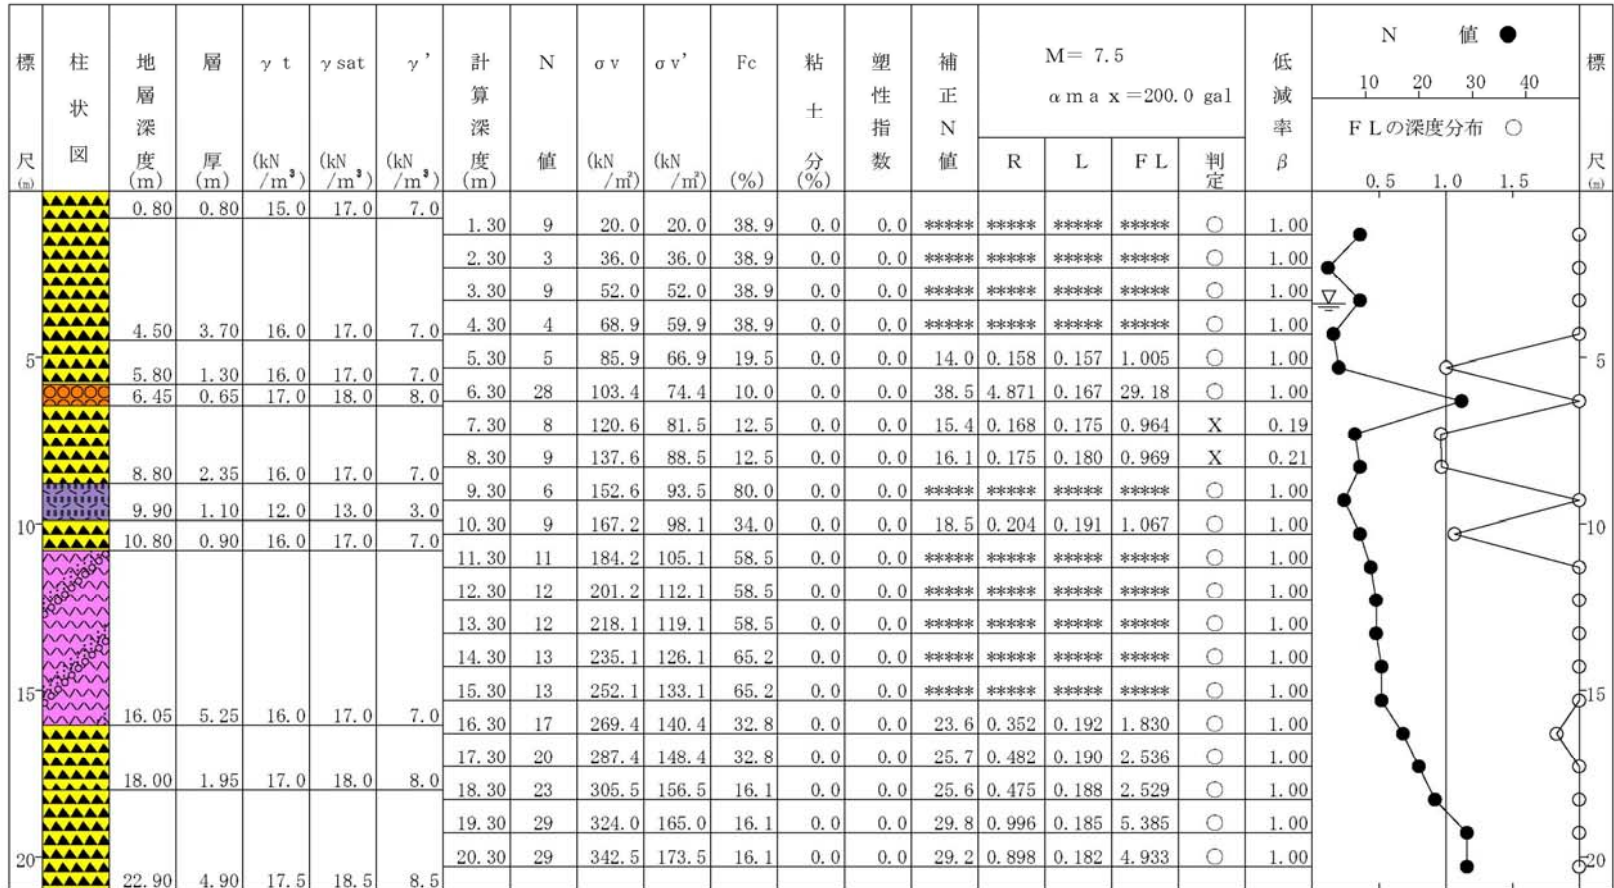 標尺(m) 柱状図 地層深度(m) 層厚(m) γt(kN/m³) γsat(kN/m³) γ'(kN/m³) 計算深度(m) N値 σv(kN/㎡) σv'(kN/㎡) Fc(%) 粘土分(%) 塑性指数 補正N値 M= 7.5 αmax=200.0 gal R L FL 判定 低減率β N値● 標尺(m)
10 20 30 40
FLの深度分布 ○
0.5 1.0 1.5
0.80 0.80 15.0 17.0 7.0
1.30 9 20.0 20.0 38.9 0.0 0.0 ***** ***** ***** ***** ○ 1.00
2.30 3 36.0 36.0 38.9 0.0 0.0 ***** ***** ***** ***** ○ 1.00
3.30 9 52.0 52.0 38.9 0.0 0.0 ***** ***** ***** ***** ○ 1.00
4.50 3.70 16.0 17.0 7.0 4.30 4 68.9 59.9 38.9 0.0 0.0 ***** ***** ***** ***** ○ 1.00
5 5.30 5 85.9 66.9 19.5 0.0 0.0 14.0 0.158 0.157 1.005 ○ 1.00 5
5.80 1.30 16.0 17.0 7.0
6.45 0.65 17.0 18.0 8.0 6.30 28 103.4 74.4 10.0 0.0 0.0 38.5 4.871 0.167 29.18 ○ 1.00
7.30 8 120.6 81.5 12.5 0.0 0.0 15.4 0.168 0.175 0.964 X 0.19
8.30 9 137.6 88.5 12.5 0.0 0.0 16.1 0.175 0.180 0.969 X 0.21
8.80 2.35 16.0 17.0 7.0
9.30 6 152.6 93.5 80.0 0.0 0.0 ***** ***** ***** ***** ○ 1.00
9.90 1.10 12.0 13.0 3.0
10 10.30 9 167.2 98.1 34.0 0.0 0.0 18.5 0.204 0.191 1.067 ○ 1.00 10
10.80 0.90 16.0 17.0 7.0
11.30 11 184.2 105.1 58.5 0.0 0.0 ***** ***** ***** ***** ○ 1.00
12.30 12 201.2 112.1 58.5 0.0 0.0 ***** ***** ***** ***** ○ 1.00
13.30 12 218.1 119.1 58.5 0.0 0.0 ***** ***** ***** ***** ○ 1.00
14.30 13 235.1 126.1 65.2 0.0 0.0 ***** ***** ***** ***** ○ 1.00
15 15.30 13 252.1 133.1 65.2 0.0 0.0 ***** ***** ***** ***** ○ 1.00 15
16.05 5.25 16.0 17.0 7.0 16.30 17 269.4 140.4 32.8 0.0 0.0 23.6 0.352 0.192 1.830 ○ 1.00
17.30 20 287.4 148.4 32.8 0.0 0.0 25.7 0.482 0.190 2.536 ○ 1.00
18.00 1.95 17.0 18.0 8.0 18.30 23 305.5 156.5 16.1 0.0 0.0 25.6 0.475 0.188 2.529 ○ 1.00
19.30 29 324.0 165.0 16.1 0.0 0.0 29.8 0.996 0.185 5.385 ○ 1.00
20 20.30 29 342.5 173.5 16.1 0.0 0.0 29.2 0.898 0.182 4.933 ○ 1.00 20
22.90 4.90 17.5 18.5 8.5